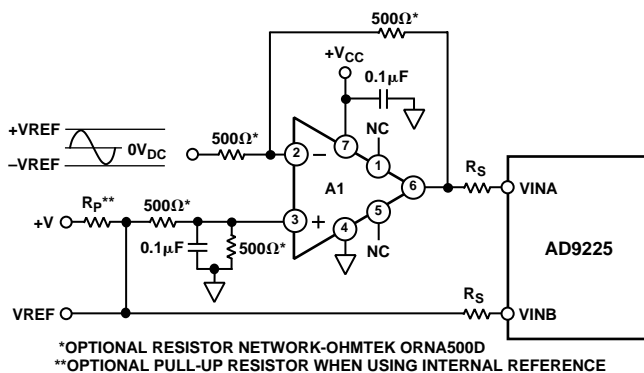 500Ω*
+VCC
0.1µF
+VREF
0VDC
–VREF
500Ω*
NC
2
–
7
1
A1
6
RS
VINA
RP**
+V
500Ω*
3
+
5
4
0.1µF
500Ω*
NC
AD9225
VREF
RS
VINB
*OPTIONAL RESISTOR NETWORK-OHMTEK ORNA500D
**OPTIONAL PULL-UP RESISTOR WHEN USING INTERNAL REFERENCE